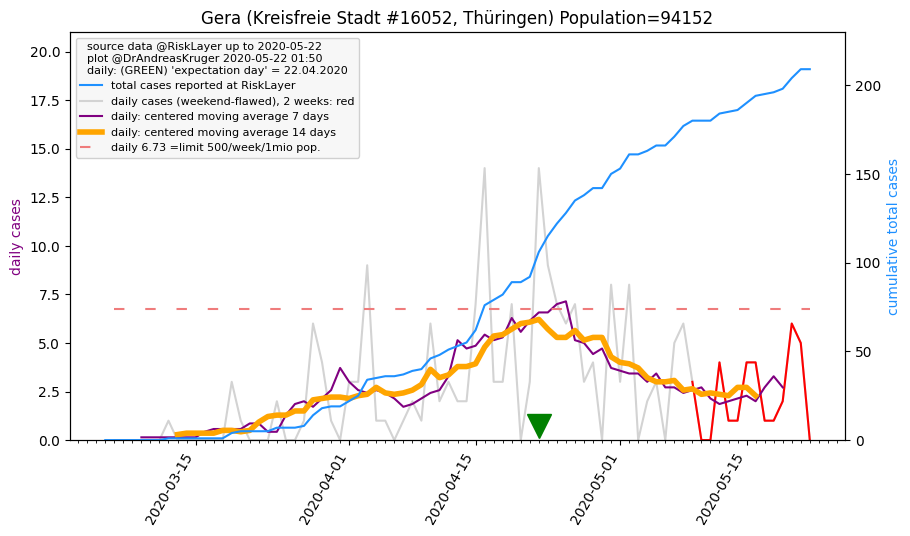 Gera (Kreisfreie Stadt #16052, Thüringen) Population=94152
source data @RiskLayer up to 2020-05-22
plot @DrAndreasKruger 2020-05-22 01:50
daily: (GREEN) 'expectation day' = 22.04.2020
total cases reported at RiskLayer
daily cases (weekend-flawed), 2 weeks: red
daily: centered moving average 7 days
daily: centered moving average 14 days
daily 6.73 =limit 500/week/1mio pop.
daily cases
20.0
17.5
15.0
12.5
10.0
7.5
5.0
2.5
0.0
cumulative total cases
200
150
100
50
0
2020-03-15
2020-04-01
2020-04-15
2020-05-01
2020-05-15